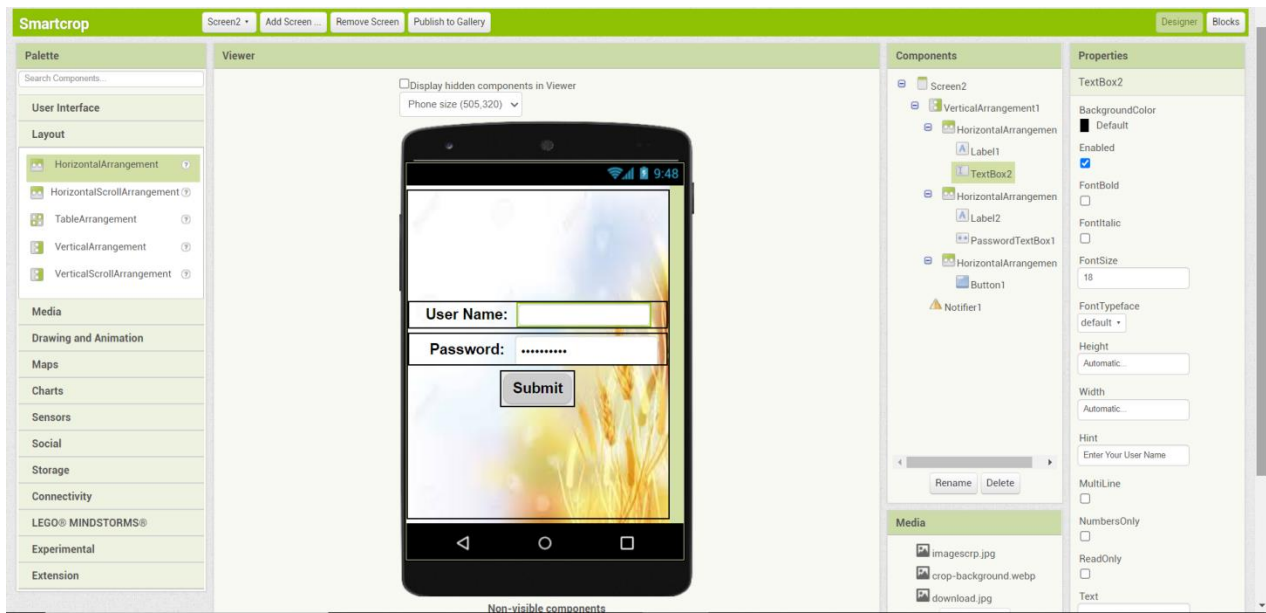 Smartcrop
Screen2 Add Screen ... Remove Screen Publish to Gallery Designer Blocks
Palette
Search Components...
User Interface
Layout
HorizontalArrangement ?
HorizontalScrollArrangement ?
TableArrangement ?
VerticalArrangement ?
VerticalScrollArrangement ?
Media
Drawing and Animation
Maps
Charts
Sensors
Social
Storage
Connectivity
LEGO® MINDSTORMS®
Experimental
Extension
Viewer
Display hidden components in Viewer
Phone size (505,320)
9:48
User Name:
Password: ••••••••••
Submit
Non-visible components
Components
Screen2
VerticalArrangement1
HorizontalArrangemen
Label1
TextBox2
HorizontalArrangemen
Label2
PasswordTextBox1
HorizontalArrangemen
Button1
Notifier1
Rename Delete
Media
imagescrp.jpg
crop-background.webp
download.jpg
Properties
TextBox2
BackgroundColor
Default
Enabled
FontBold
FontItalic
FontSize
18
FontTypeface
default
Height
Automatic...
Width
Automatic...
Hint
Enter Your User Name
MultiLine
NumbersOnly
ReadOnly
Text